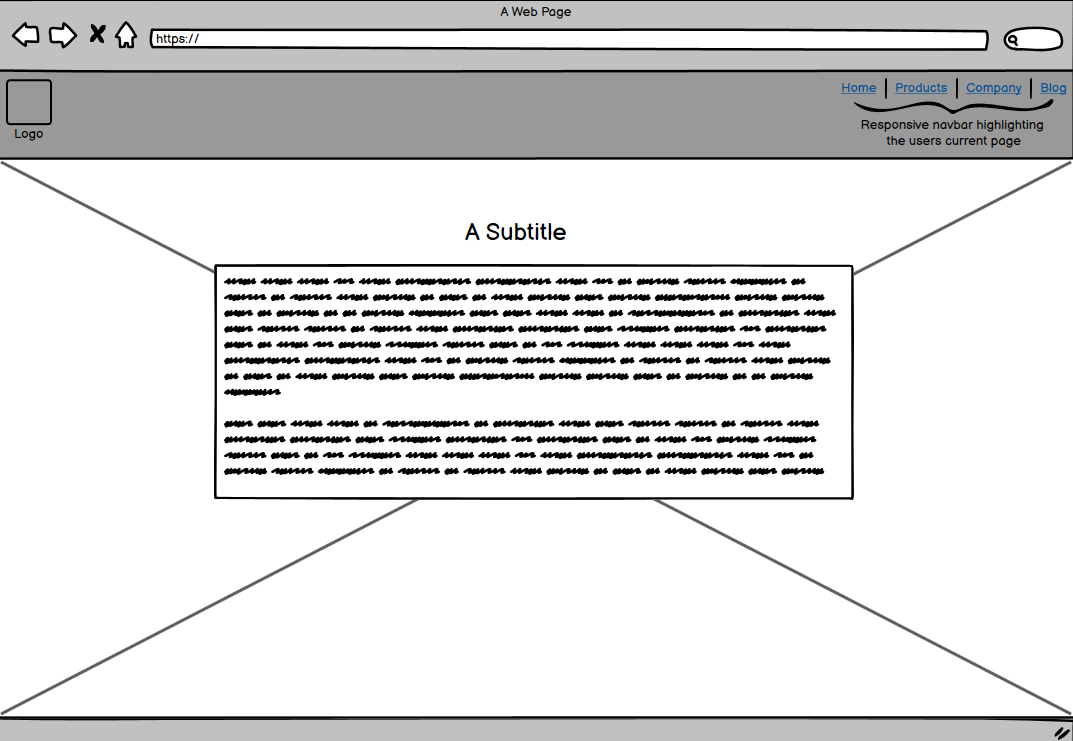 A Web Page
https://
Home Products Company Blog
Logo
Responsive navbar highlighting
the users current page
A Subtitle